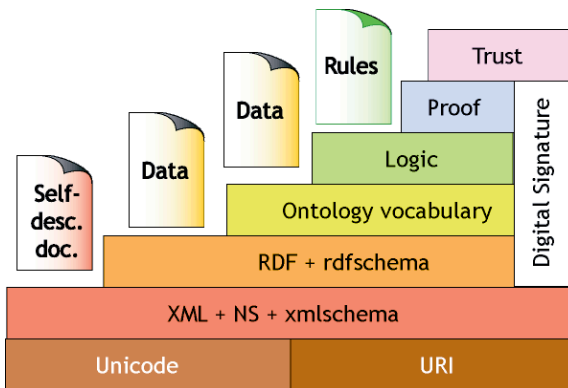 Trust
Rules
Proof
Data
Logic
Data
Digital Signature
Self-
desc.
doc.
Ontology vocabulary
RDF + rdfschema
XML + NS + xmlschema
Unicode
URI